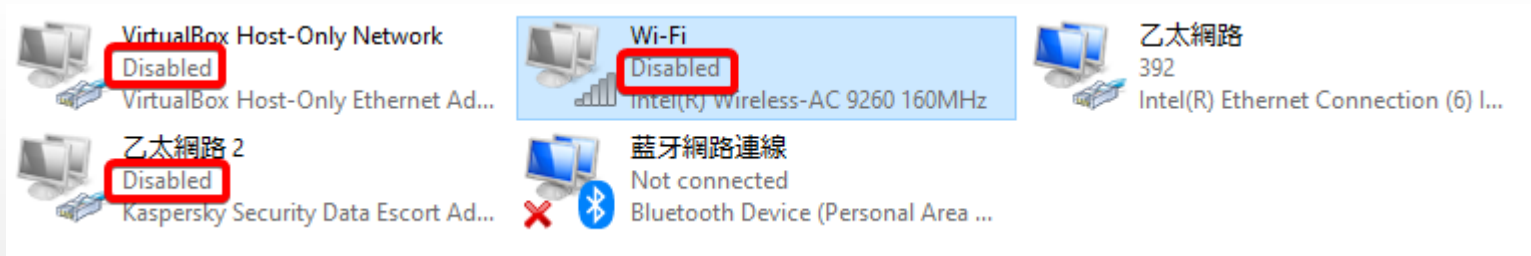 VirtualBox Host-Only Network
Disabled
VirtualBox Host-Only Ethernet Ad...
Wi-Fi
Disabled
Intel(R) Wireless-AC 9260 160MHz
乙太網路
392
Intel(R) Ethernet Connection (6) I...
乙太網路 2
Disabled
Kaspersky Security Data Escort Ad...
藍牙網路連線
Not connected
Bluetooth Device (Personal Area ...